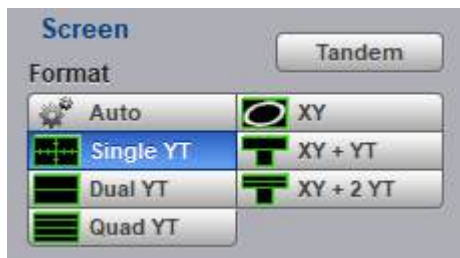 Screen
Tandem
Format
Auto
XY
Single YT
XY + YT
Dual YT
XY + 2 YT
Quad YT